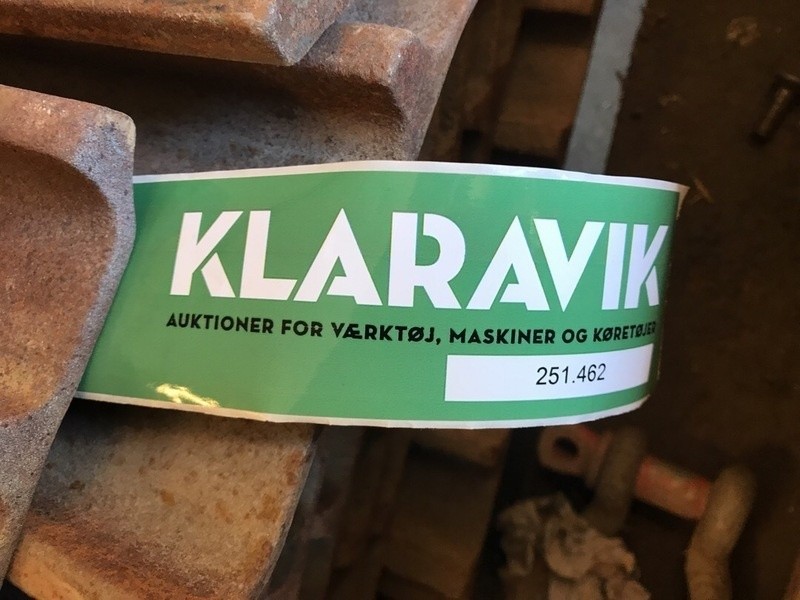 KLARAVIK
AUKTIONER FOR VÆRKTØJ, MASKINER OG KØRETØJER
251.462